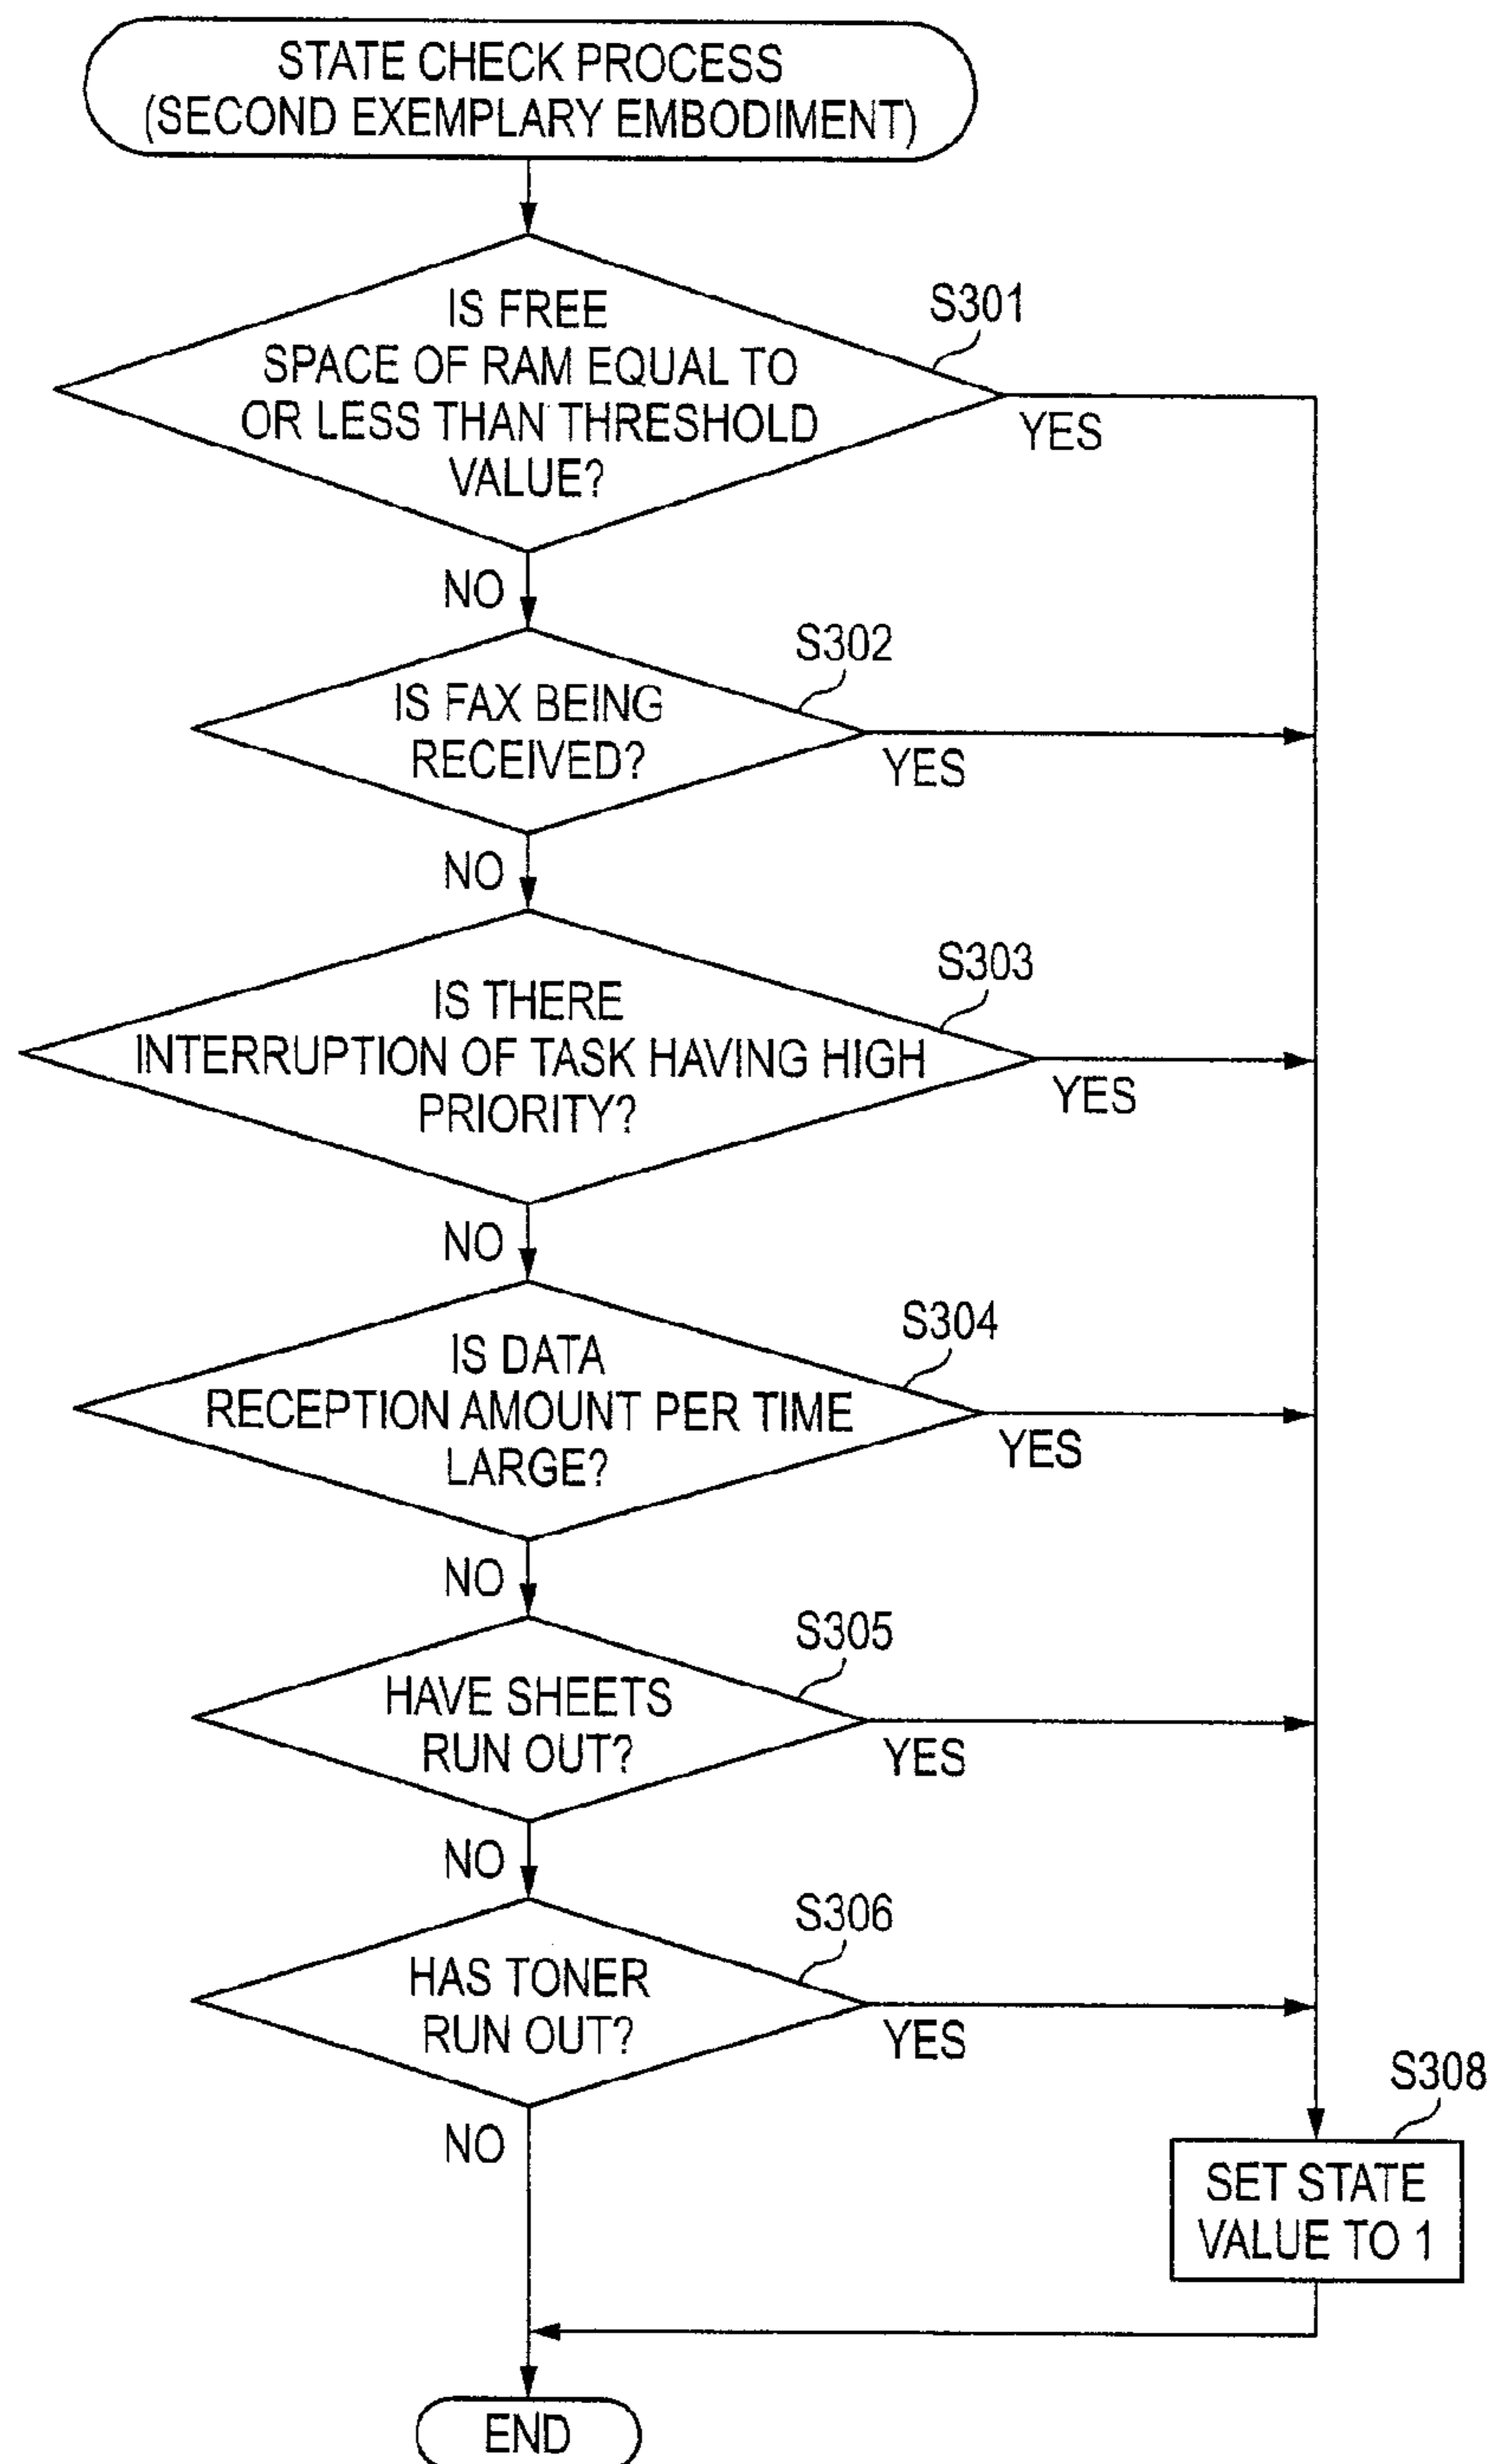 STATE CHECK PROCESS
(SECOND EXEMPLARY EMBODIMENT)
IS FREE
SPACE OF RAM EQUAL TO
OR LESS THAN THRESHOLD
VALUE?
S301
YES
NO
IS FAX BEING
RECEIVED?
S302
YES
NO
IS THERE
INTERRUPTION OF TASK HAVING HIGH
PRIORITY?
S303
YES
NO
IS DATA
RECEPTION AMOUNT PER TIME
LARGE?
S304
YES
NO
HAVE SHEETS
RUN OUT?
S305
YES
NO
HAS TONER
RUN OUT?
S306
YES
NO
S308
SET STATE
VALUE TO 1
END